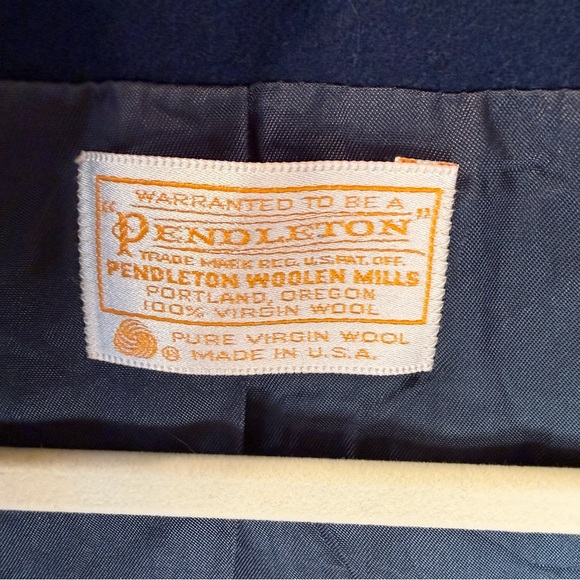 WARRANTED TO BE A
"PENDLETON"
TRADE MARK REG. U.S. PAT. OFF.
PENDLETON WOOLEN MILLS
PORTLAND, OREGON
100% VIRGIN WOOL
® PURE VIRGIN WOOL
MADE IN U.S.A.